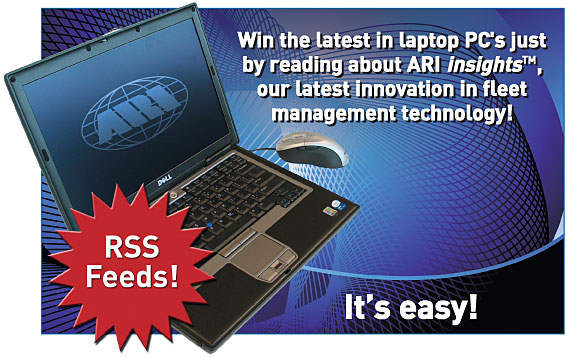 Win the latest in laptop PC's just
by reading about ARI insights™,
our latest innovation in fleet
management technology!
ARI
DELL
RSS
Feeds!
It's easy!